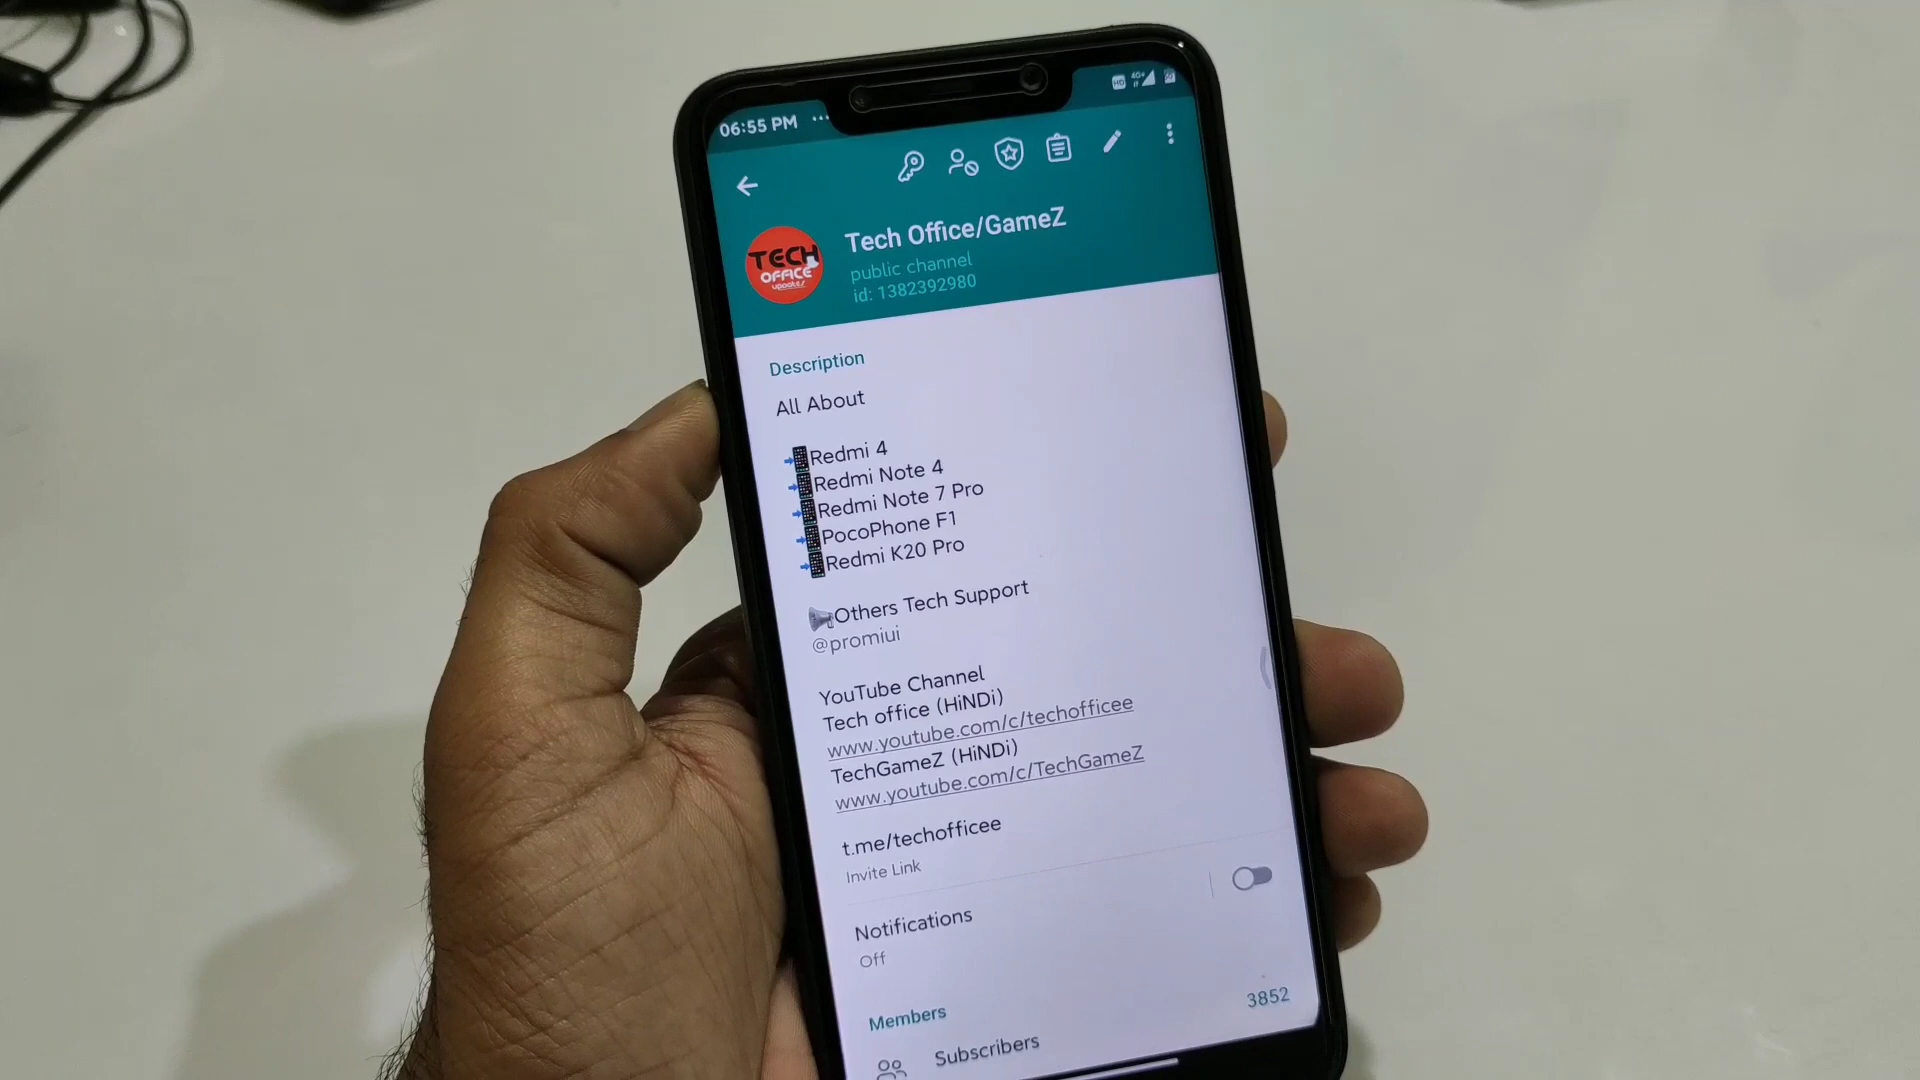 06:55 PM ...
HD 4G+
Tech Office/GameZ
public channel
id: 1382392980
TECH
OFFICE
updates
Description
All About
Redmi 4
Redmi Note 4
Redmi Note 7 Pro
PocoPhone F1
Redmi K20 Pro
Others Tech Support
@promiui
YouTube Channel
Tech office (HiNDi)
www.youtube.com/c/techofficee
TechGameZ (HiNDi)
www.youtube.com/c/TechGameZ
t.me/techofficee
Invite Link
Notifications
Off
Members
3852
Subscribers